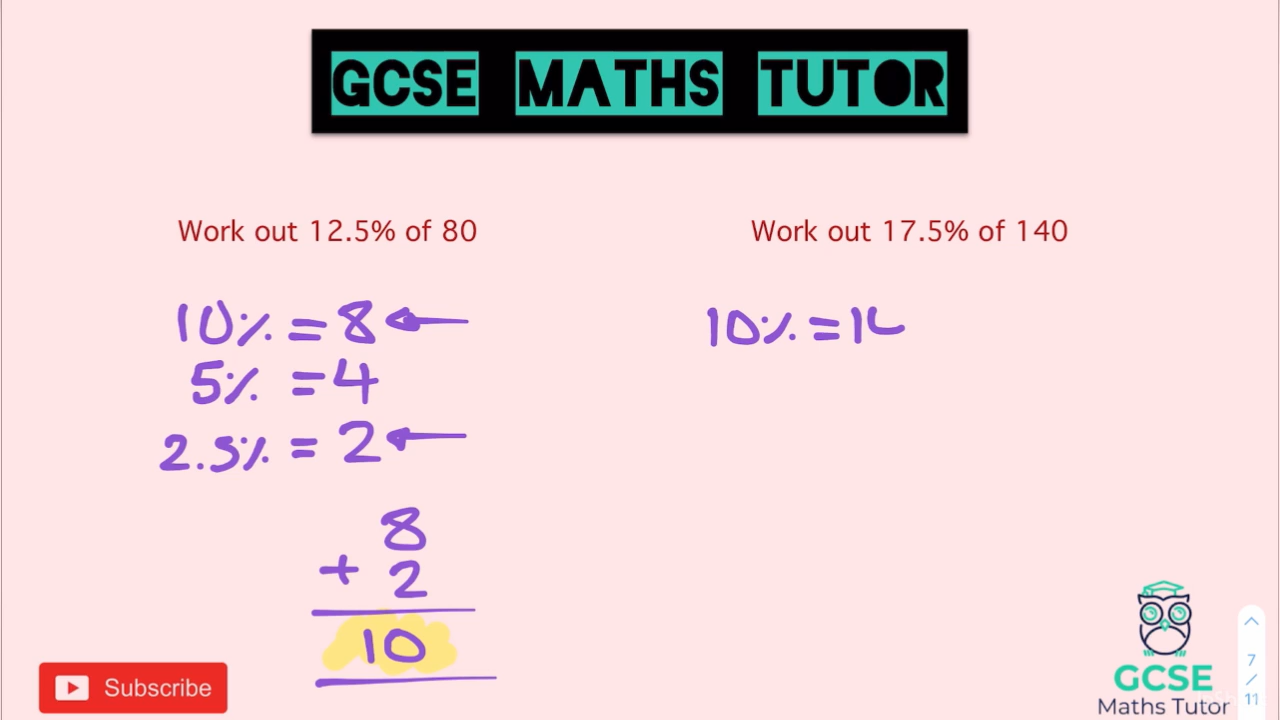 GCSE MATHS TUTOR
Work out 12.5% of 80
10% = 8
5% = 4
2.5% = 2
8
+ 2
10
Work out 17.5% of 140
10% = 14
Subscribe
GCSE
Maths Tutor
7
/
11